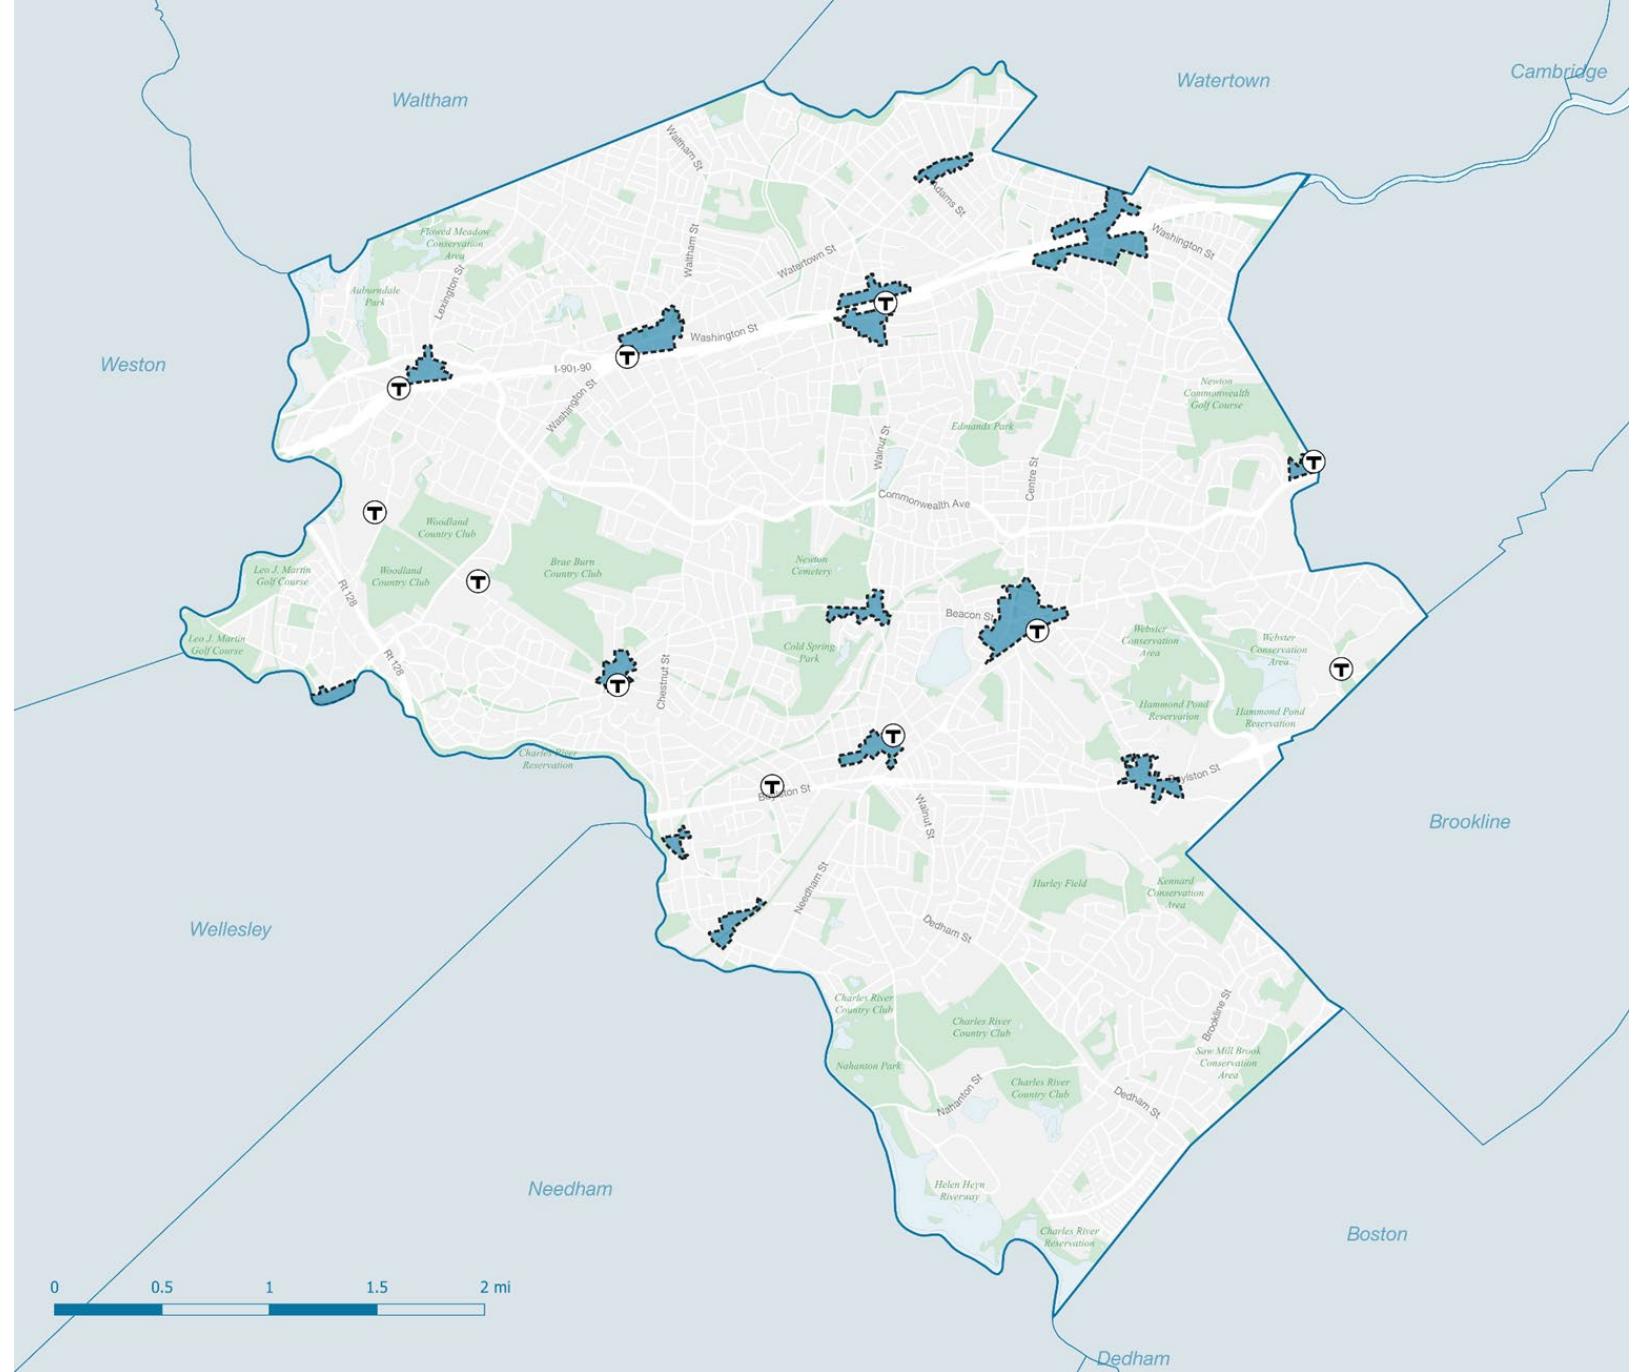 Cambridge
Watertown
Waltham
Waltham St
Adams St
Washington St
Flowed Meadow
Conservation
Area
Waltham St
Watertown St
Lexington St
Auburndale
Park
Washington St
Weston
I-90
I-90
Washington St
T
T
T
Newton
Commonwealth
Golf Course
Edmands Park
Walnut St
Centre St
T
Commonwealth Ave
T
Woodland
Country Club
Leo J. Martin
Golf Course
Woodland
Country Club
Brae Burn
Country Club
Newton
Cemetery
T
Rt 128
Beacon St
T
Leo J. Martin
Golf Course
Cold Spring
Park
Webster
Conservation
Area
Webster
Conservation
Area
T
Rt 128
Chestnut St
T
Hammond Pond
Reservation
Hammond Pond
Reservation
T
Charles River
Reservation
T
Boylston St
Boylston St
Walnut St
Brookline
Needham St
Hurley Field
Kennard
Conservation
Area
Wellesley
Dedham St
Charles River
Country Club
Charles River
Country Club
Brookline St
Nahanton Park
Saw Mill Brook
Conservation
Area
Charles River
Country Club
Nahanton St
Dedham St
Needham
Helen Heyn
Riverway
Charles River
Reservation
Boston
0 0.5 1 1.5 2 mi
Dedham